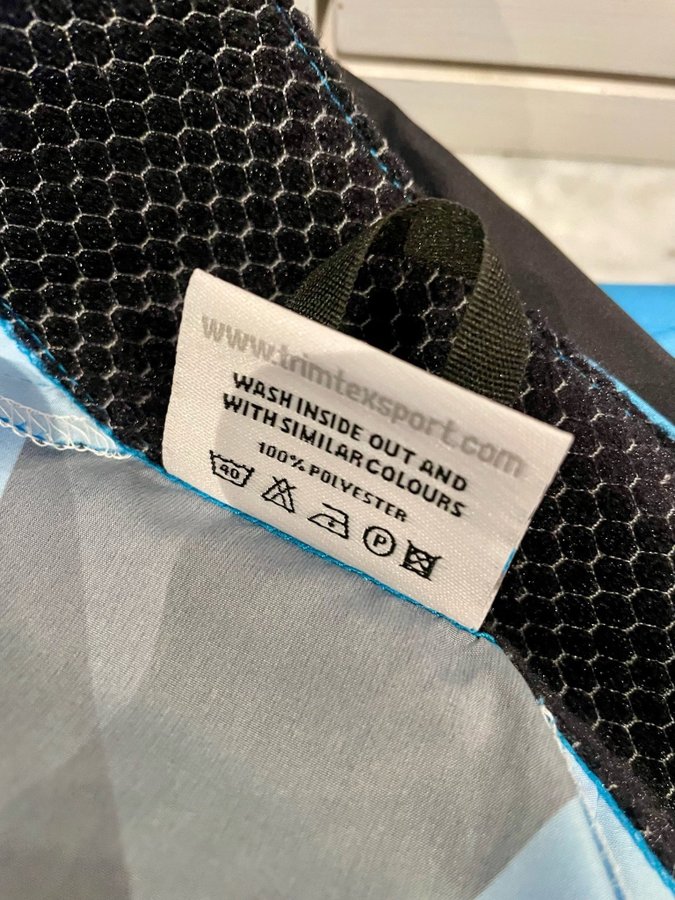 www.trimtexsport.com
WASH INSIDE OUT AND
WITH SIMILAR COLOURS
100% POLYESTER
40 P